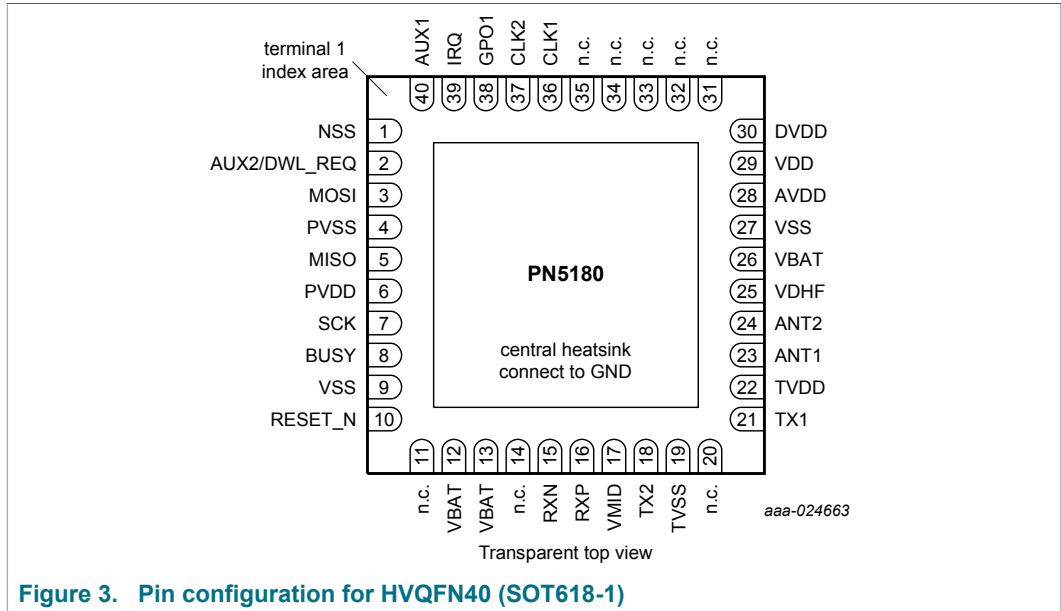 terminal 1
index area
AUX1
IRQ
GPO1
CLK2
CLK1
n.c.
n.c.
n.c.
n.c.
n.c.
40
39
38
37
36
35
34
33
32
31
NSS 1
AUX2/DWL_REQ 2
MOSI 3
PVSS 4
MISO 5
PVDD 6
SCK 7
BUSY 8
VSS 9
RESET_N 10
PN5180
central heatsink
connect to GND
30 DVDD
29 VDD
28 AVDD
27 VSS
26 VBAT
25 VDHF
24 ANT2
23 ANT1
22 TVDD
21 TX1
11
12
13
14
15
16
17
18
19
20
n.c.
VBAT
VBAT
n.c.
RXN
RXP
VMID
TX2
TVSS
n.c.
aaa-024663
Transparent top view
Figure 3. Pin configuration for HVQFN40 (SOT618-1)